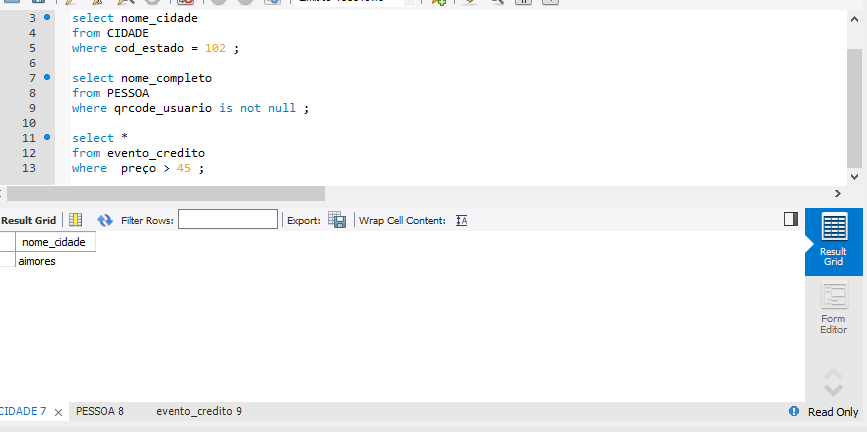 3 select nome_cidade
4 from CIDADE
5 where cod_estado = 102 ;
6
7 select nome_completo
8 from PESSOA
9 where qrcode_usuario is not null ;
10
11 select *
12 from evento_credito
13 where preço > 45 ;
Result Grid Filter Rows: Export: Wrap Cell Content:
nome_cidade
aimores
Result
Grid
Form
Editor
CIDADE 7 PESSOA 8 evento_credito 9 Read Only